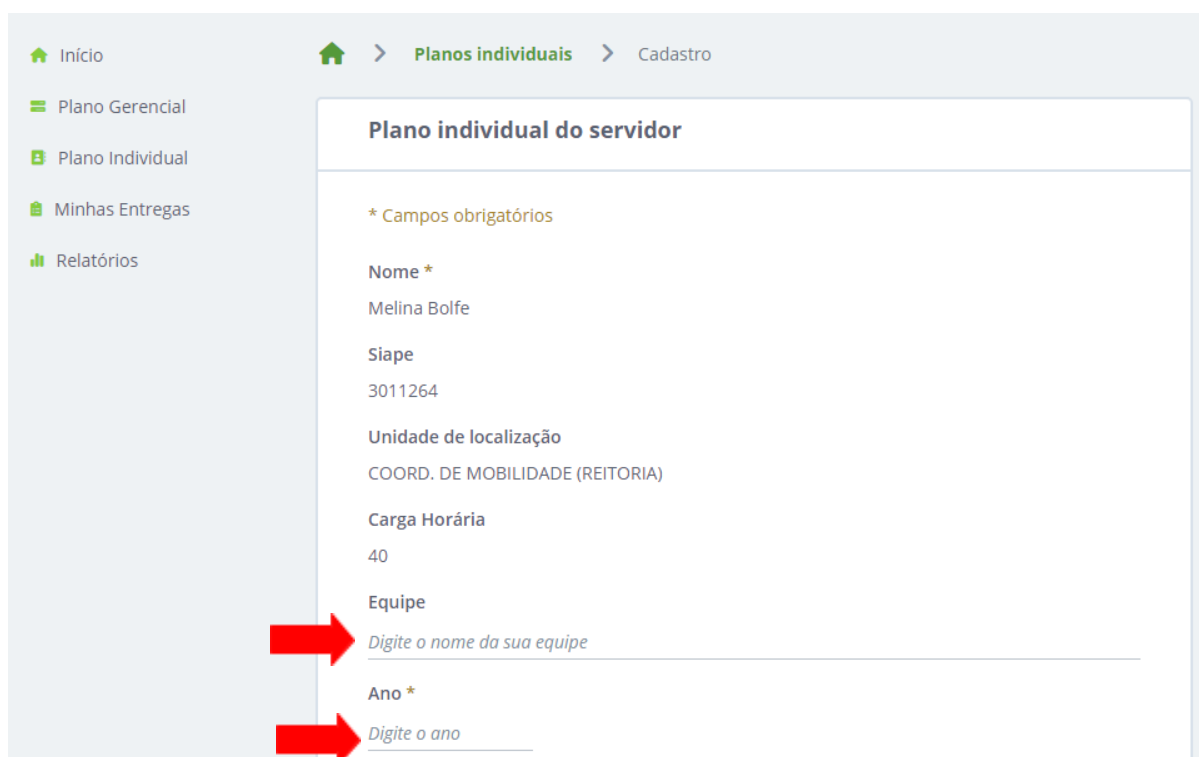 Início
Plano Gerencial
Plano Individual
Minhas Entregas
Relatórios
> Planos individuais > Cadastro
Plano individual do servidor
* Campos obrigatórios
Nome *
Melina Bolfe
Siape
3011264
Unidade de localização
COORD. DE MOBILIDADE (REITORIA)
Carga Horária
40
Equipe
Digite o nome da sua equipe
Ano *
Digite o ano